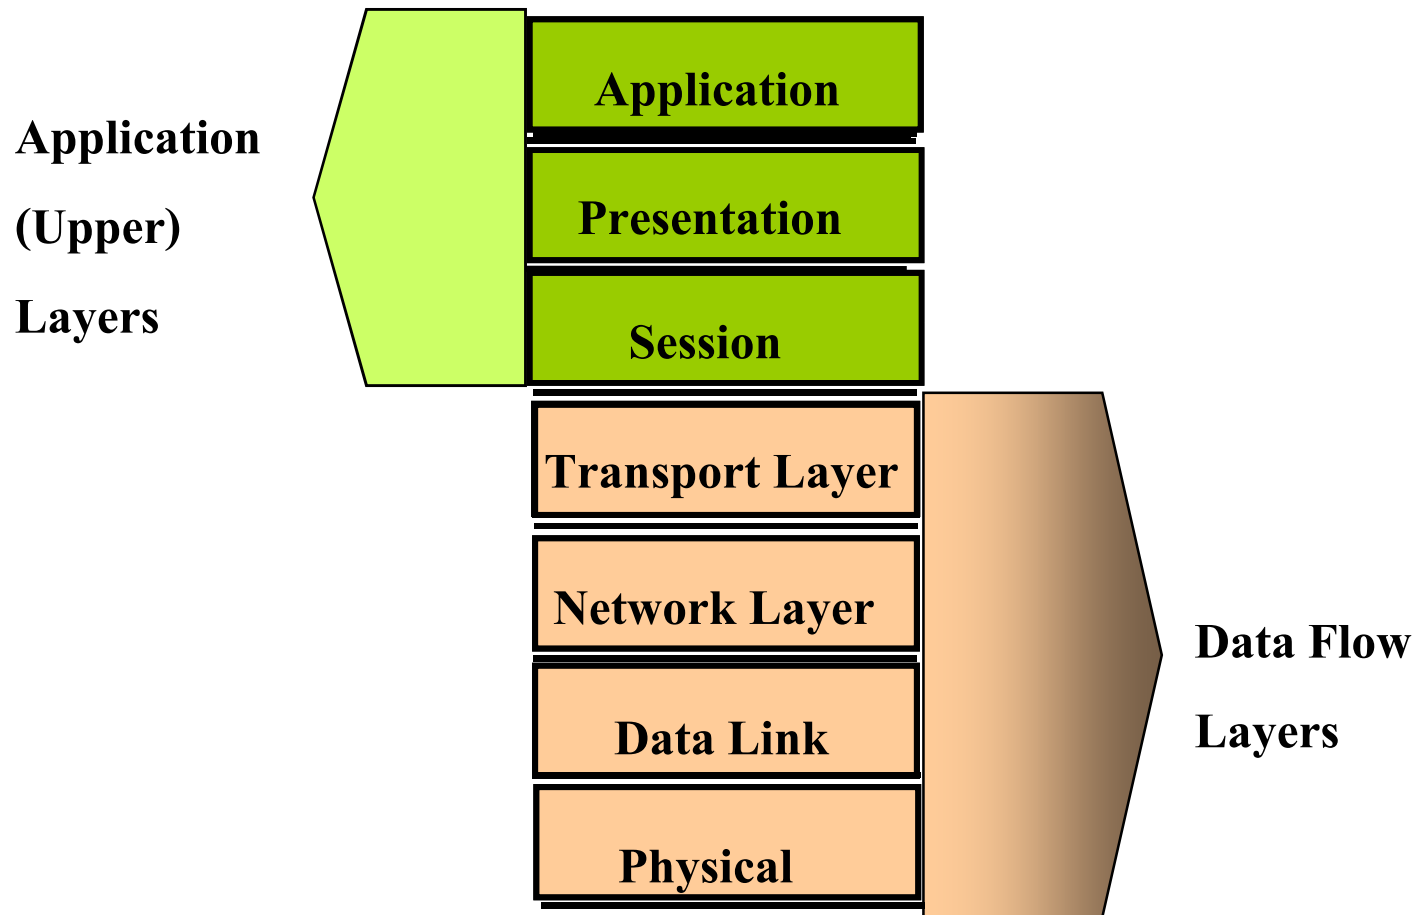 Application
(Upper)
Layers
Application
Presentation
Session
Transport Layer
Network Layer
Data Link
Physical
Data Flow
Layers